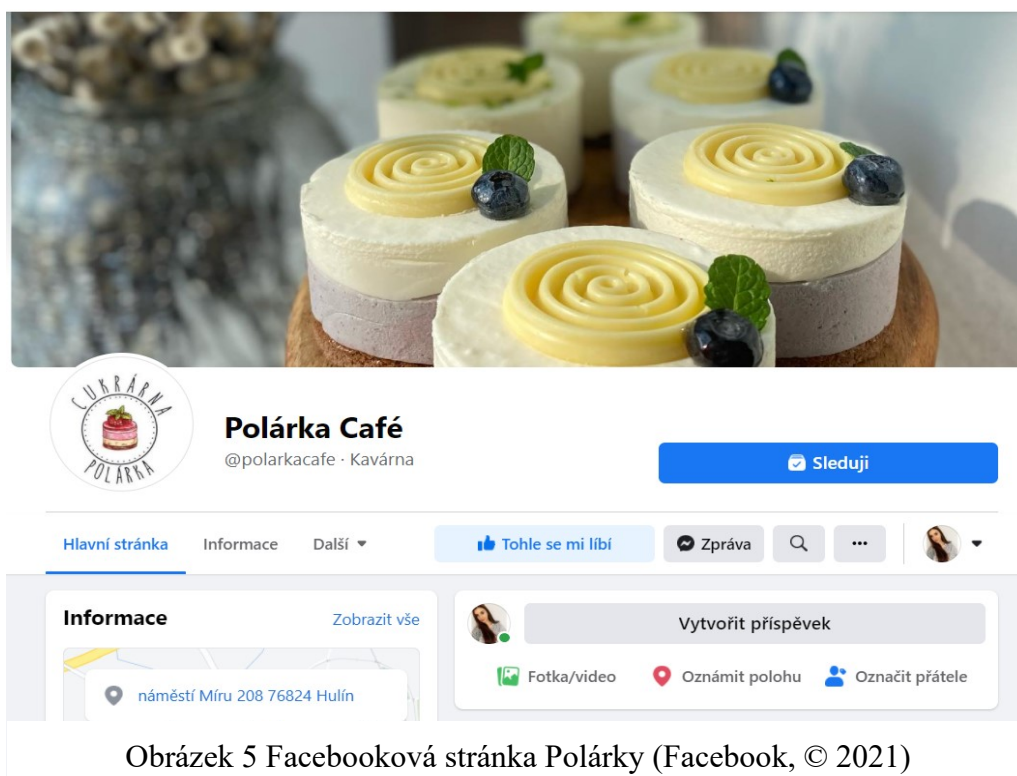 CUKRÁRNA
POLÁRKA
Polárka Café
@polarkacafe · Kavárna
Sleduji
Hlavní stránka Informace Další Tohle se mi líbí Zpráva
Informace Zobrazit vše
Vytvořit příspěvek
Fotka/video Oznámit polohu Označit přátele
náměstí Míru 208 76824 Hulín
Obrázek 5 Facebooková stránka Polárky (Facebook, © 2021)